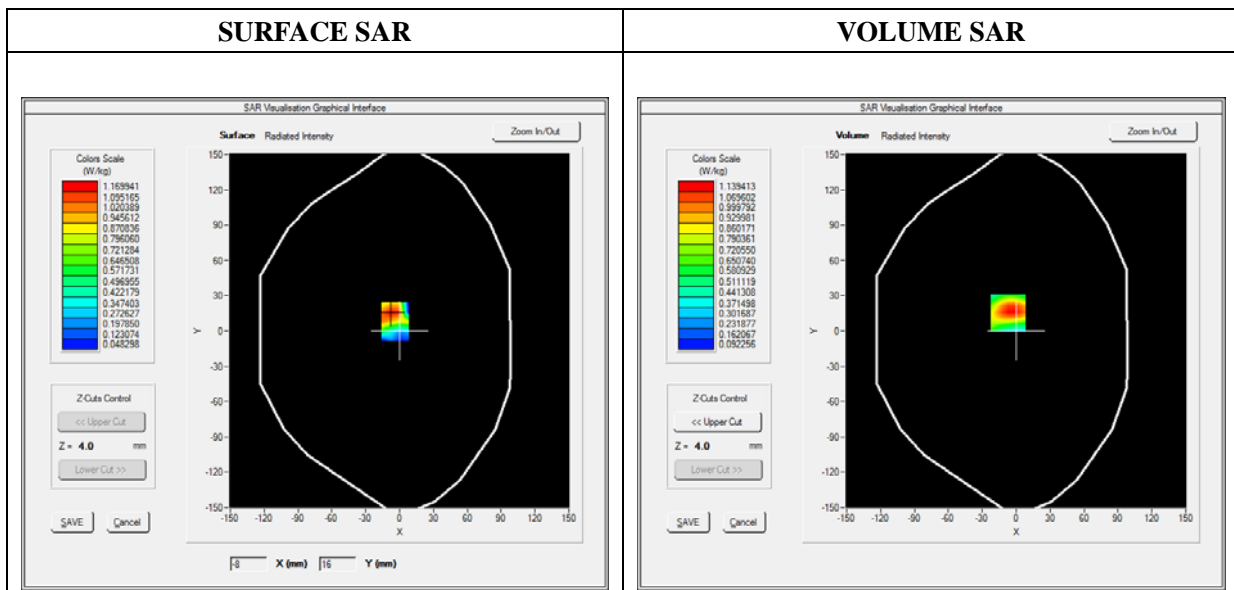 SURFACE SAR
VOLUME SAR
SAR Visualisation Graphical Interface
Surface Radiated Intensity
Zoom In/Out
Colors Scale
(W/kg)
1.169941
1.095165
1.020389
0.945612
0.870836
0.796060
0.721284
0.646508
0.571731
0.496955
0.422179
0.347403
0.272627
0.197850
0.123074
0.048298
Z-Cuts Control
<< Upper Cut
Z = 4.0 mm
Lower Cut >>
SAVE Cancel
150
120
90
60
30
0
-30
-60
-90
-120
-150
Y
-150 -120 -90 -60 -30 0 30 60 90 120 150
X
-8 X (mm) 16 Y (mm)
SAR Visualisation Graphical Interface
Volume Radiated Intensity
Zoom In/Out
Colors Scale
(W/kg)
1.139413
1.069602
0.999792
0.929981
0.860171
0.790361
0.720550
0.650740
0.580929
0.511119
0.441308
0.371498
0.301687
0.231877
0.162067
0.092256
Z-Cuts Control
<< Upper Cut
Z = 4.0 mm
Lower Cut >>
SAVE Cancel
150
120
90
60
30
0
-30
-60
-90
-120
-150
Y
-150 -120 -90 -60 -30 0 30 60 90 120 150
X